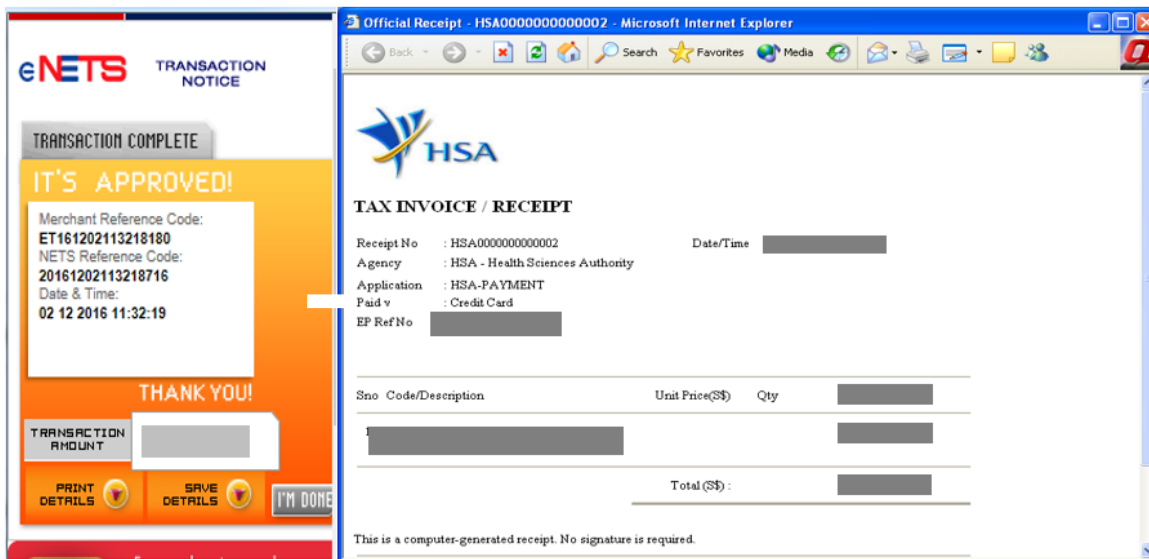 eNETS
TRANSACTION
NOTICE
TRANSACTION COMPLETE
IT'S APPROVED!
Merchant Reference Code:
ET161202113218180
NETS Reference Code:
20161202113218716
Date & Time:
02 12 2016 11:32:19
THANK YOU!
TRANSACTION
AMOUNT
PRINT
DETAILS
SAVE
DETAILS
I'M DONE
Official Receipt - HSA0000000000002 - Microsoft Internet Explorer
Back Search Favorites Media
HSA
TAX INVOICE / RECEIPT
Receipt No : HSA0000000000002 Date/Time
Agency : HSA - Health Sciences Authority
Application : HSA-PAYMENT
Paid v : Credit Card
EP Ref No
Sno Code/Description Unit Price(S$) Qty
Total (S$) :
This is a computer-generated receipt. No signature is required.